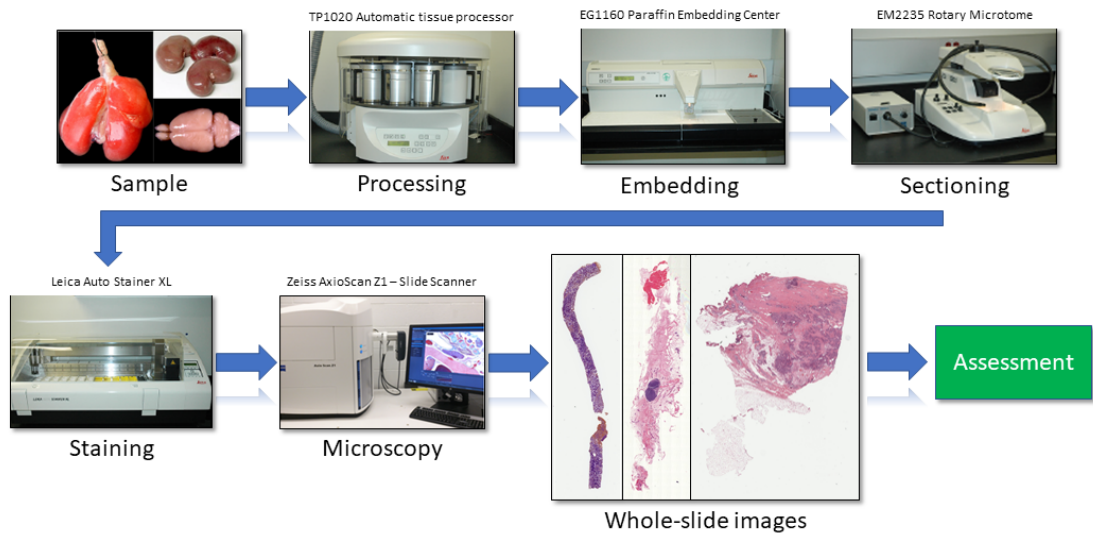 TP1020 Automatic tissue processor
EG1160 Paraffin Embedding Center
EM2235 Rotary Microtome
Sample
Processing
Embedding
Sectioning
Leica Auto Stainer XL
Zeiss AxioScan Z1 – Slide Scanner
Staining
Microscopy
Whole-slide images
Assessment